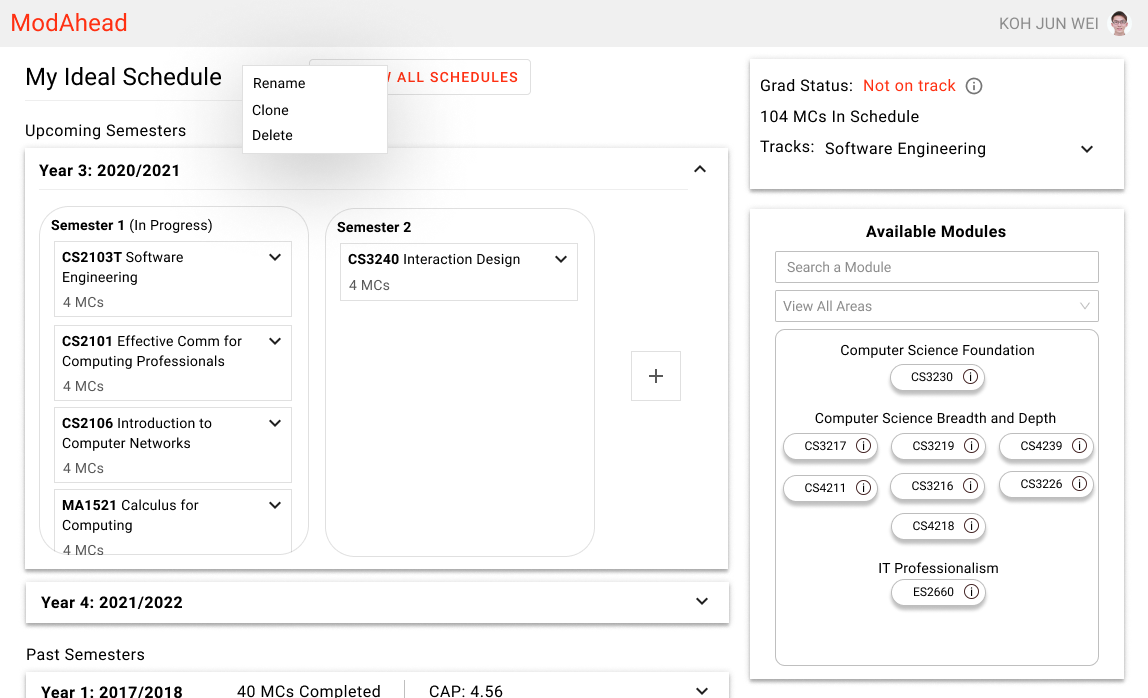 ModAhead
KOH JUN WEI
My Ideal Schedule
ALL SCHEDULES
Rename
Clone
Delete
Upcoming Semesters
Year 3: 2020/2021
Semester 1 (In Progress)
CS2103T Software
Engineering
4 MCs
CS2101 Effective Comm for
Computing Professionals
4 MCs
CS2106 Introduction to
Computer Networks
4 MCs
MA1521 Calculus for
Computing
4 MCs
Semester 2
CS3240 Interaction Design
4 MCs
+
Year 4: 2021/2022
Past Semesters
Year 1: 2017/2018 40 MCs Completed CAP: 4.56
Grad Status: Not on track
104 MCs In Schedule
Tracks: Software Engineering
Available Modules
Search a Module
View All Areas
Computer Science Foundation
CS3230
Computer Science Breadth and Depth
CS3217 CS3219 CS4239
CS4211 CS3216 CS3226
CS4218
IT Professionalism
ES2660